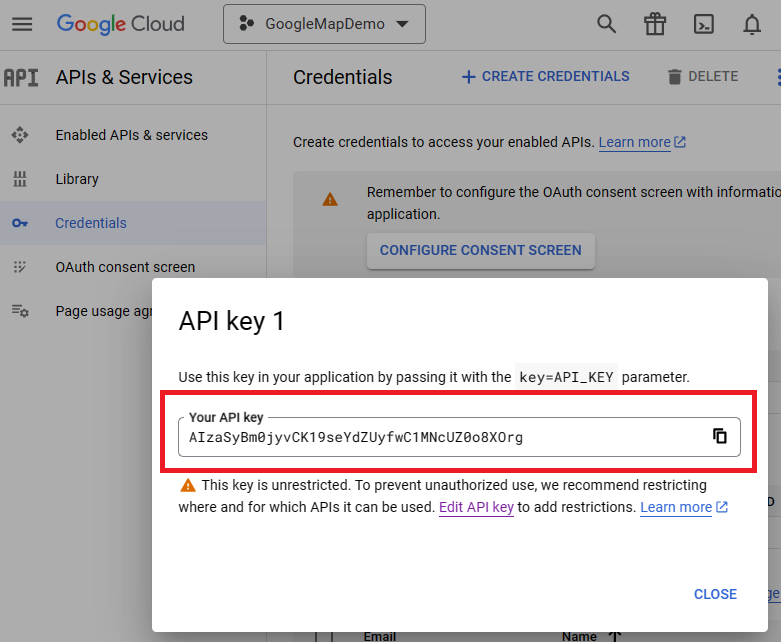 Google Cloud
GoogleMapDemo
API
APIs & Services
Credentials
CREATE CREDENTIALS
DELETE
Enabled APIs & services
Library
Credentials
OAuth consent screen
Page usage agr
Create credentials to access your enabled APIs. Learn more
Remember to configure the OAuth consent screen with informatio
application.
CONFIGURE CONSENT SCREEN
API key 1
Use this key in your application by passing it with the key=API_KEY parameter.
Your API key
AIzaSyBm0jyvCK19seYdZUyfwC1MNcUZ0o8XOrg
This key is unrestricted. To prevent unauthorized use, we recommend restricting
where and for which APIs it can be used. Edit API key to add restrictions. Learn more
CLOSE
D
ge
Email
Name